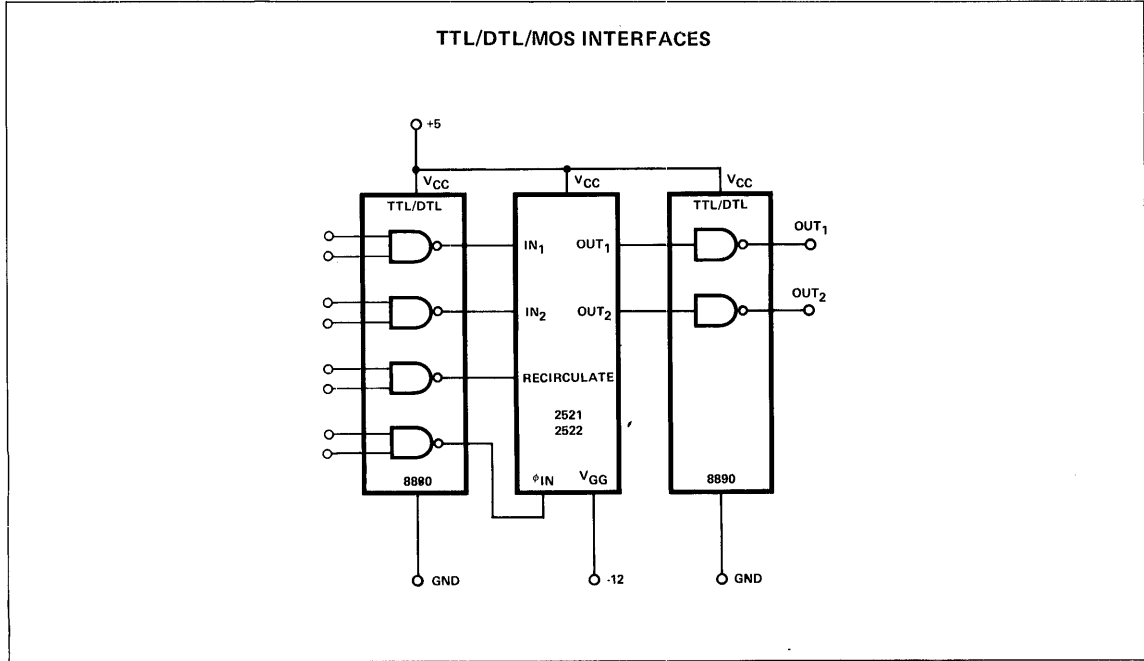 TTL/DTL/MOS INTERFACES
+5
VCC VCC VCC
TTL/DTL TTL/DTL
OUT1
IN1 OUT1
OUT2
IN2 OUT2
RECIRCULATE
2521
2522
8890 ϕIN VGG 8890
GND -12 GND